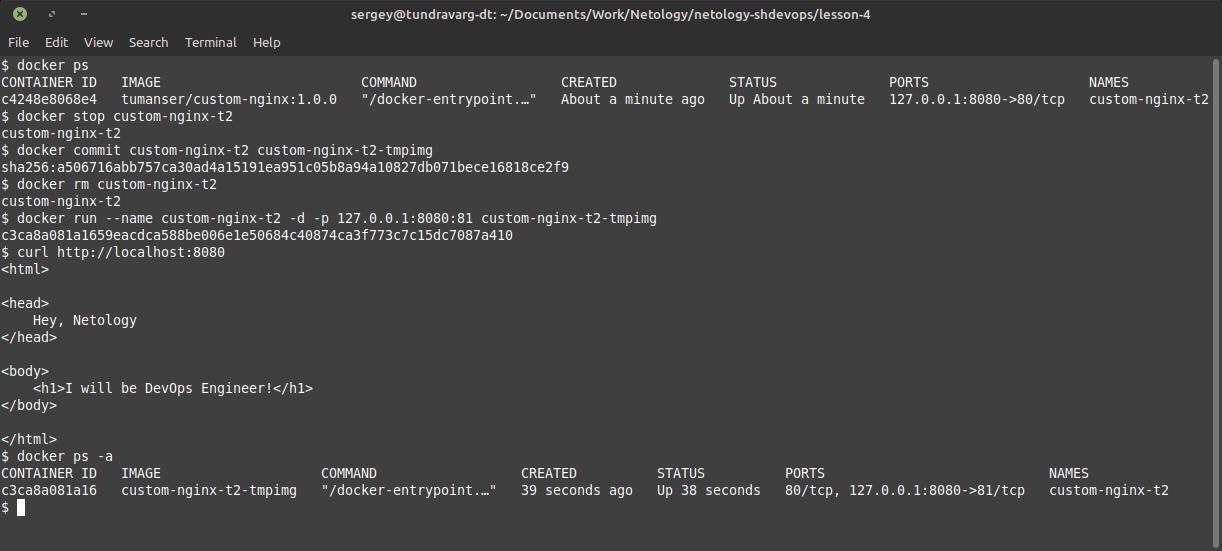 sergey@tundravarg-dt: ~/Documents/Work/Netology/netology-shdevops/lesson-4
File Edit View Search Terminal Help
$ docker ps
CONTAINER ID   IMAGE                         COMMAND                  CREATED              STATUS              PORTS                    NAMES
c4248e8068e4   tumanser/custom-nginx:1.0.0   "/docker-entrypoint.…"   About a minute ago   Up About a minute   127.0.0.1:8080->80/tcp   custom-nginx-t2
$ docker stop custom-nginx-t2
custom-nginx-t2
$ docker commit custom-nginx-t2 custom-nginx-t2-tmpimg
sha256:a506716abb757ca30ad4a15191ea951c05b8a94a10827db071bece16818ce2f9
$ docker rm custom-nginx-t2
custom-nginx-t2
$ docker run --name custom-nginx-t2 -d -p 127.0.0.1:8080:81 custom-nginx-t2-tmpimg
c3ca8a081a1659eacdca588be006e1e50684c40874ca3f773c7c15dc7087a410
$ curl http://localhost:8080
<html>

<head>
    Hey, Netology
</head>

<body>
    <h1>I will be DevOps Engineer!</h1>
</body>

</html>
$ docker ps -a
CONTAINER ID   IMAGE                    COMMAND                  CREATED          STATUS          PORTS                            NAMES
c3ca8a081a16   custom-nginx-t2-tmpimg   "/docker-entrypoint.…"   39 seconds ago   Up 38 seconds   80/tcp, 127.0.0.1:8080->81/tcp   custom-nginx-t2
$